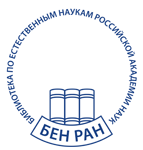 БИБЛИОТЕКА ПО ЕСТЕСТВЕННЫМ НАУКАМ РОССИЙСКОЙ АКАДЕМИИ НАУК
БЕН РАН